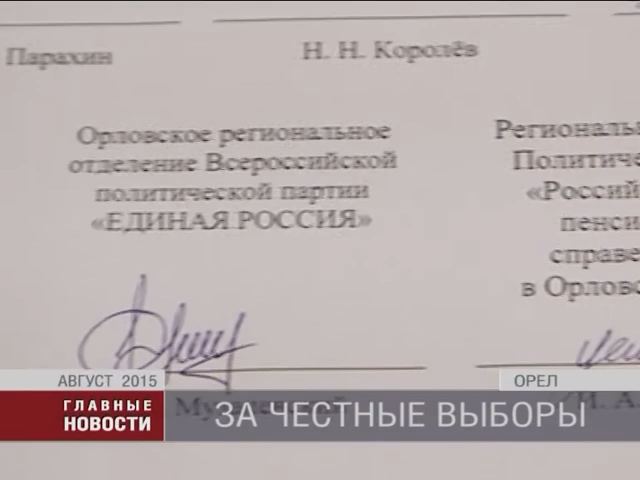 Парахин
Н. Н. Королёв
Орловское региональное
отделение Всероссийской
политической партии
«ЕДИНАЯ РОССИЯ»
Региональ
Политиче
«Россий
пенси
справе
в Орловс
АВГУСТ 2015
ОРЕЛ
ГЛАВНЫЕ
НОВОСТИ
ЗА ЧЕСТНЫЕ ВЫБОРЫ
И. А.